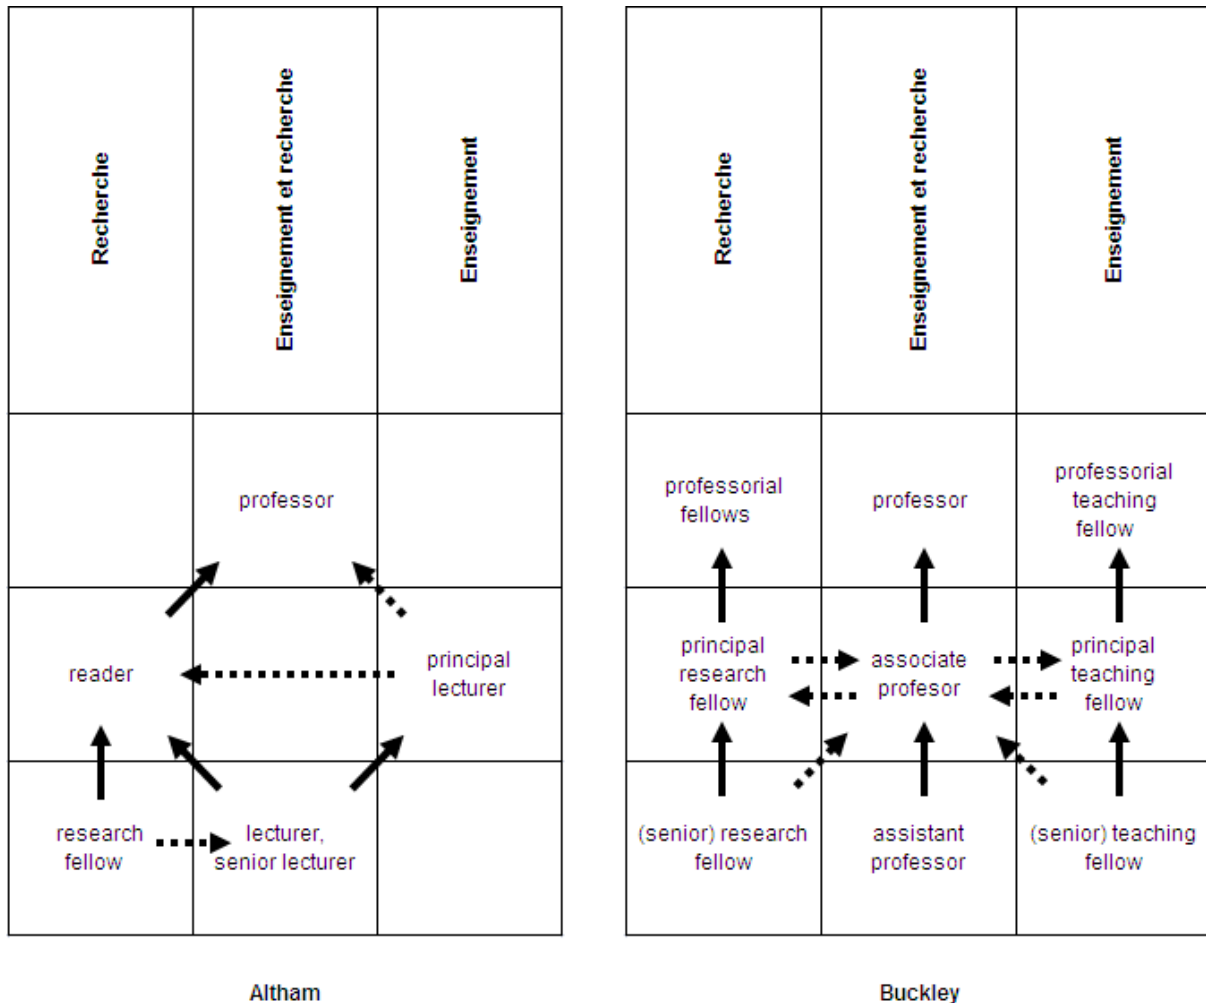 Recherche
Enseignement et recherche
Enseignement
professor
reader
principal
lecturer
research
fellow
lecturer,
senior lecturer
Altham
Recherche
Enseignement et recherche
Enseignement
professorial
fellows
professor
professorial
teaching
fellow
principal
research
fellow
associate
profesor
principal
teaching
fellow
(senior) research
fellow
assistant
professor
(senior) teaching
fellow
Buckley